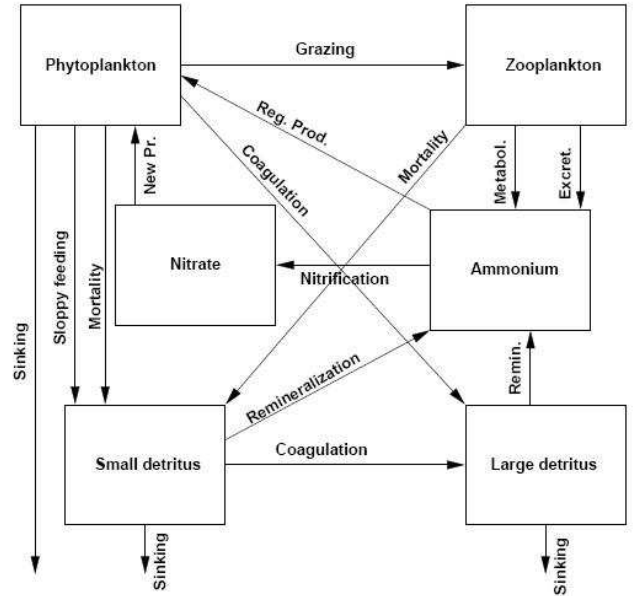 Phytoplankton
Grazing
Zooplankton
Reg. Prod.
New Pr.
Coagulation
Mortality
Metabol.
Excret.
Nitrate
Nitrification
Ammonium
Sinking
Sloppy feeding
Mortality
Remineralization
Remin.
Small detritus
Coagulation
Large detritus
Sinking
Sinking